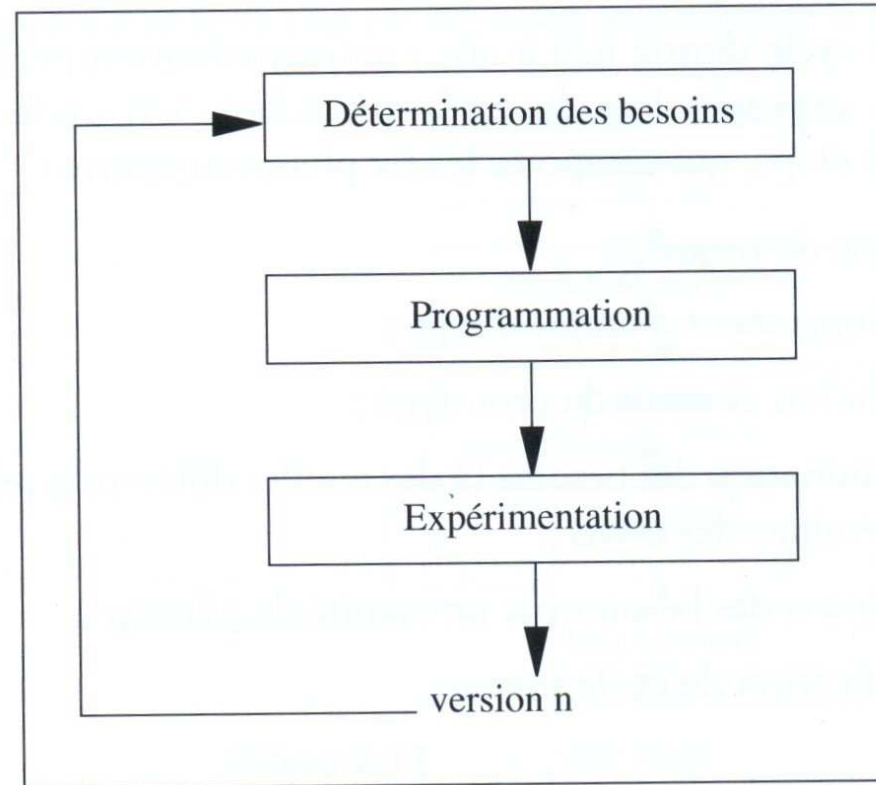 Détermination des besoins
Programmation
Expérimentation
version n